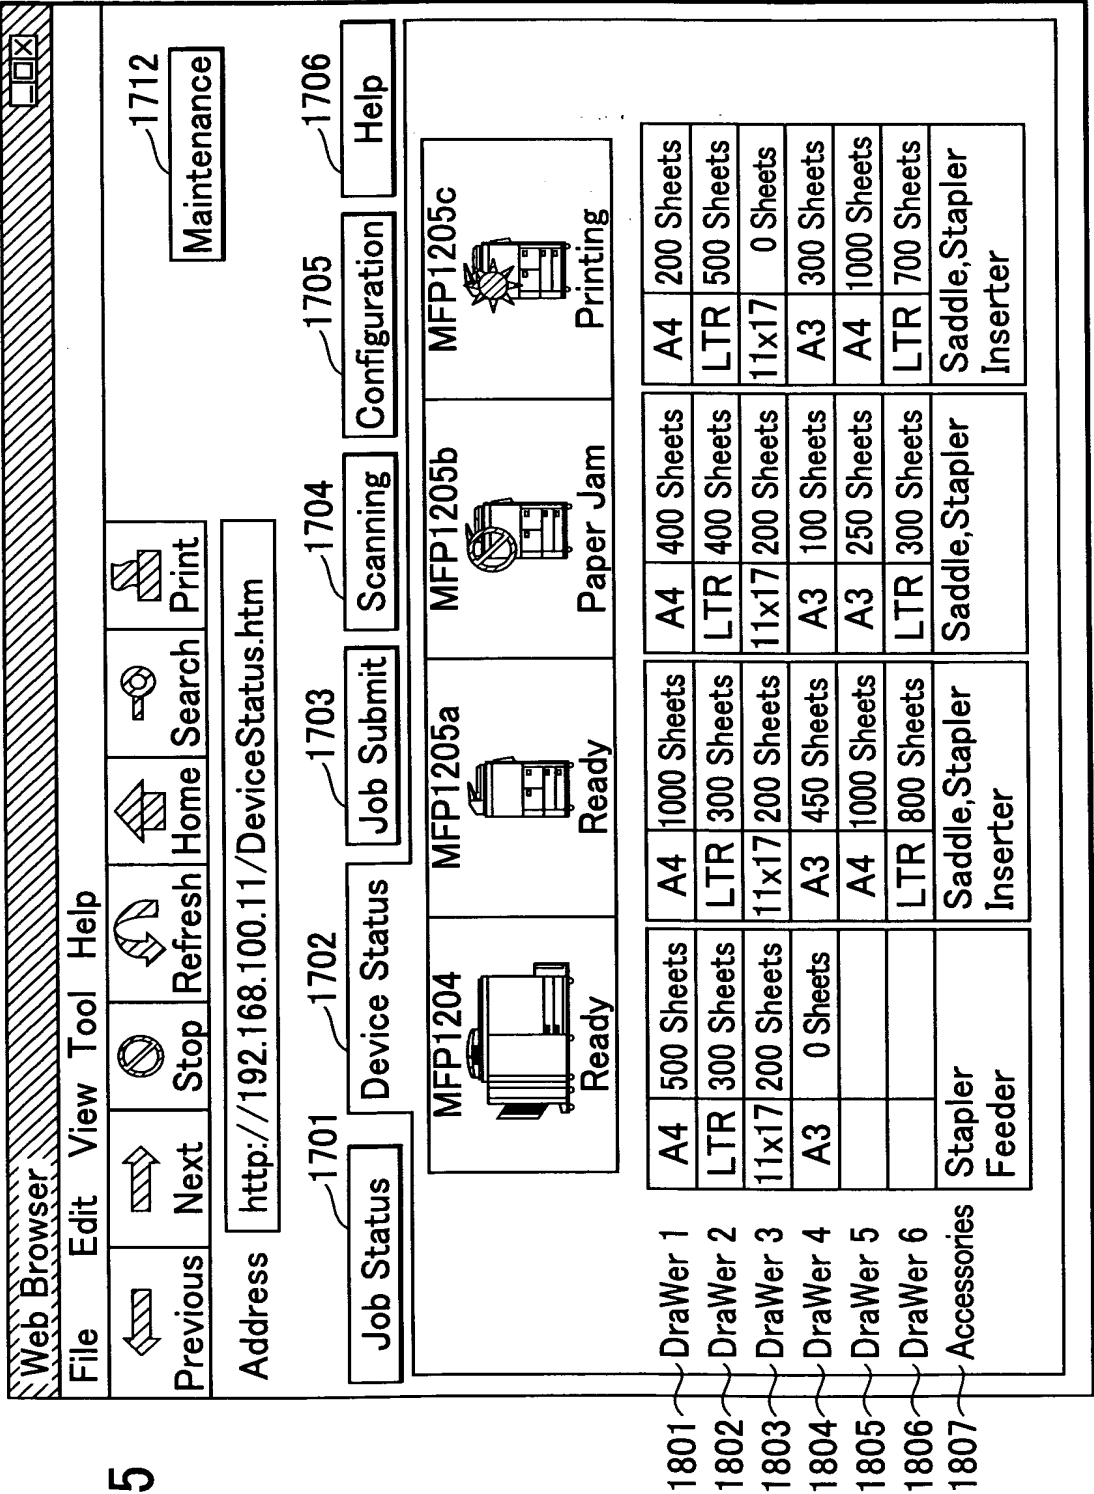 5
Web Browser
File Edit View Tool Help
Previous Next Stop Refresh Home Search Print
1712
Maintenance
Address http://192.168.100.11/DeviceStatus.htm
1701 1702 1703 1704 1705 1706
Job Status Device Status Job Submit Scanning Configuration Help
MFP1204 MFP1205a MFP1205b MFP1205c
Ready Ready Paper Jam Printing
1801 DraWer 1 A4 500 Sheets A4 1000 Sheets A4 400 Sheets A4 200 Sheets
1802 DraWer 2 LTR 300 Sheets LTR 300 Sheets LTR 400 Sheets LTR 500 Sheets
1803 DraWer 3 11x17 200 Sheets 11x17 200 Sheets 11x17 200 Sheets 11x17 0 Sheets
1804 DraWer 4 A3 0 Sheets A3 450 Sheets A3 100 Sheets A3 300 Sheets
1805 DraWer 5 A4 1000 Sheets A3 250 Sheets A4 1000 Sheets
1806 DraWer 6 LTR 800 Sheets LTR 300 Sheets LTR 700 Sheets
1807 Accessories Stapler Saddle,Stapler Saddle,Stapler Saddle,Stapler
Feeder Inserter Inserter